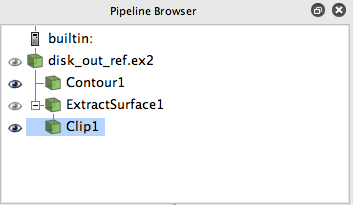 Pipeline Browser
builtin:
disk_out_ref.ex2
Contour1
ExtractSurface1
Clip1